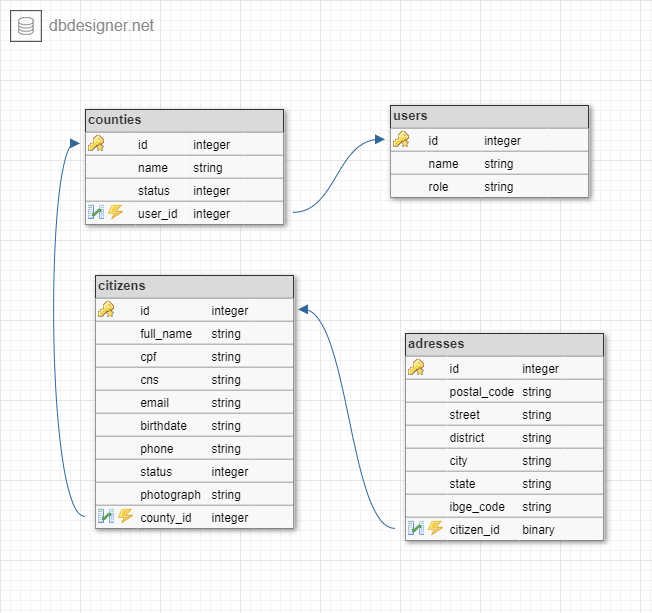 dbdesigner.net
counties
id integer
name string
status integer
user_id integer
users
id integer
name string
role string
citizens
id integer
full_name string
cpf string
cns string
email string
birthdate string
phone string
status integer
photograph string
county_id integer
adresses
id integer
postal_code string
street string
district string
city string
state string
ibge_code string
citizen_id binary